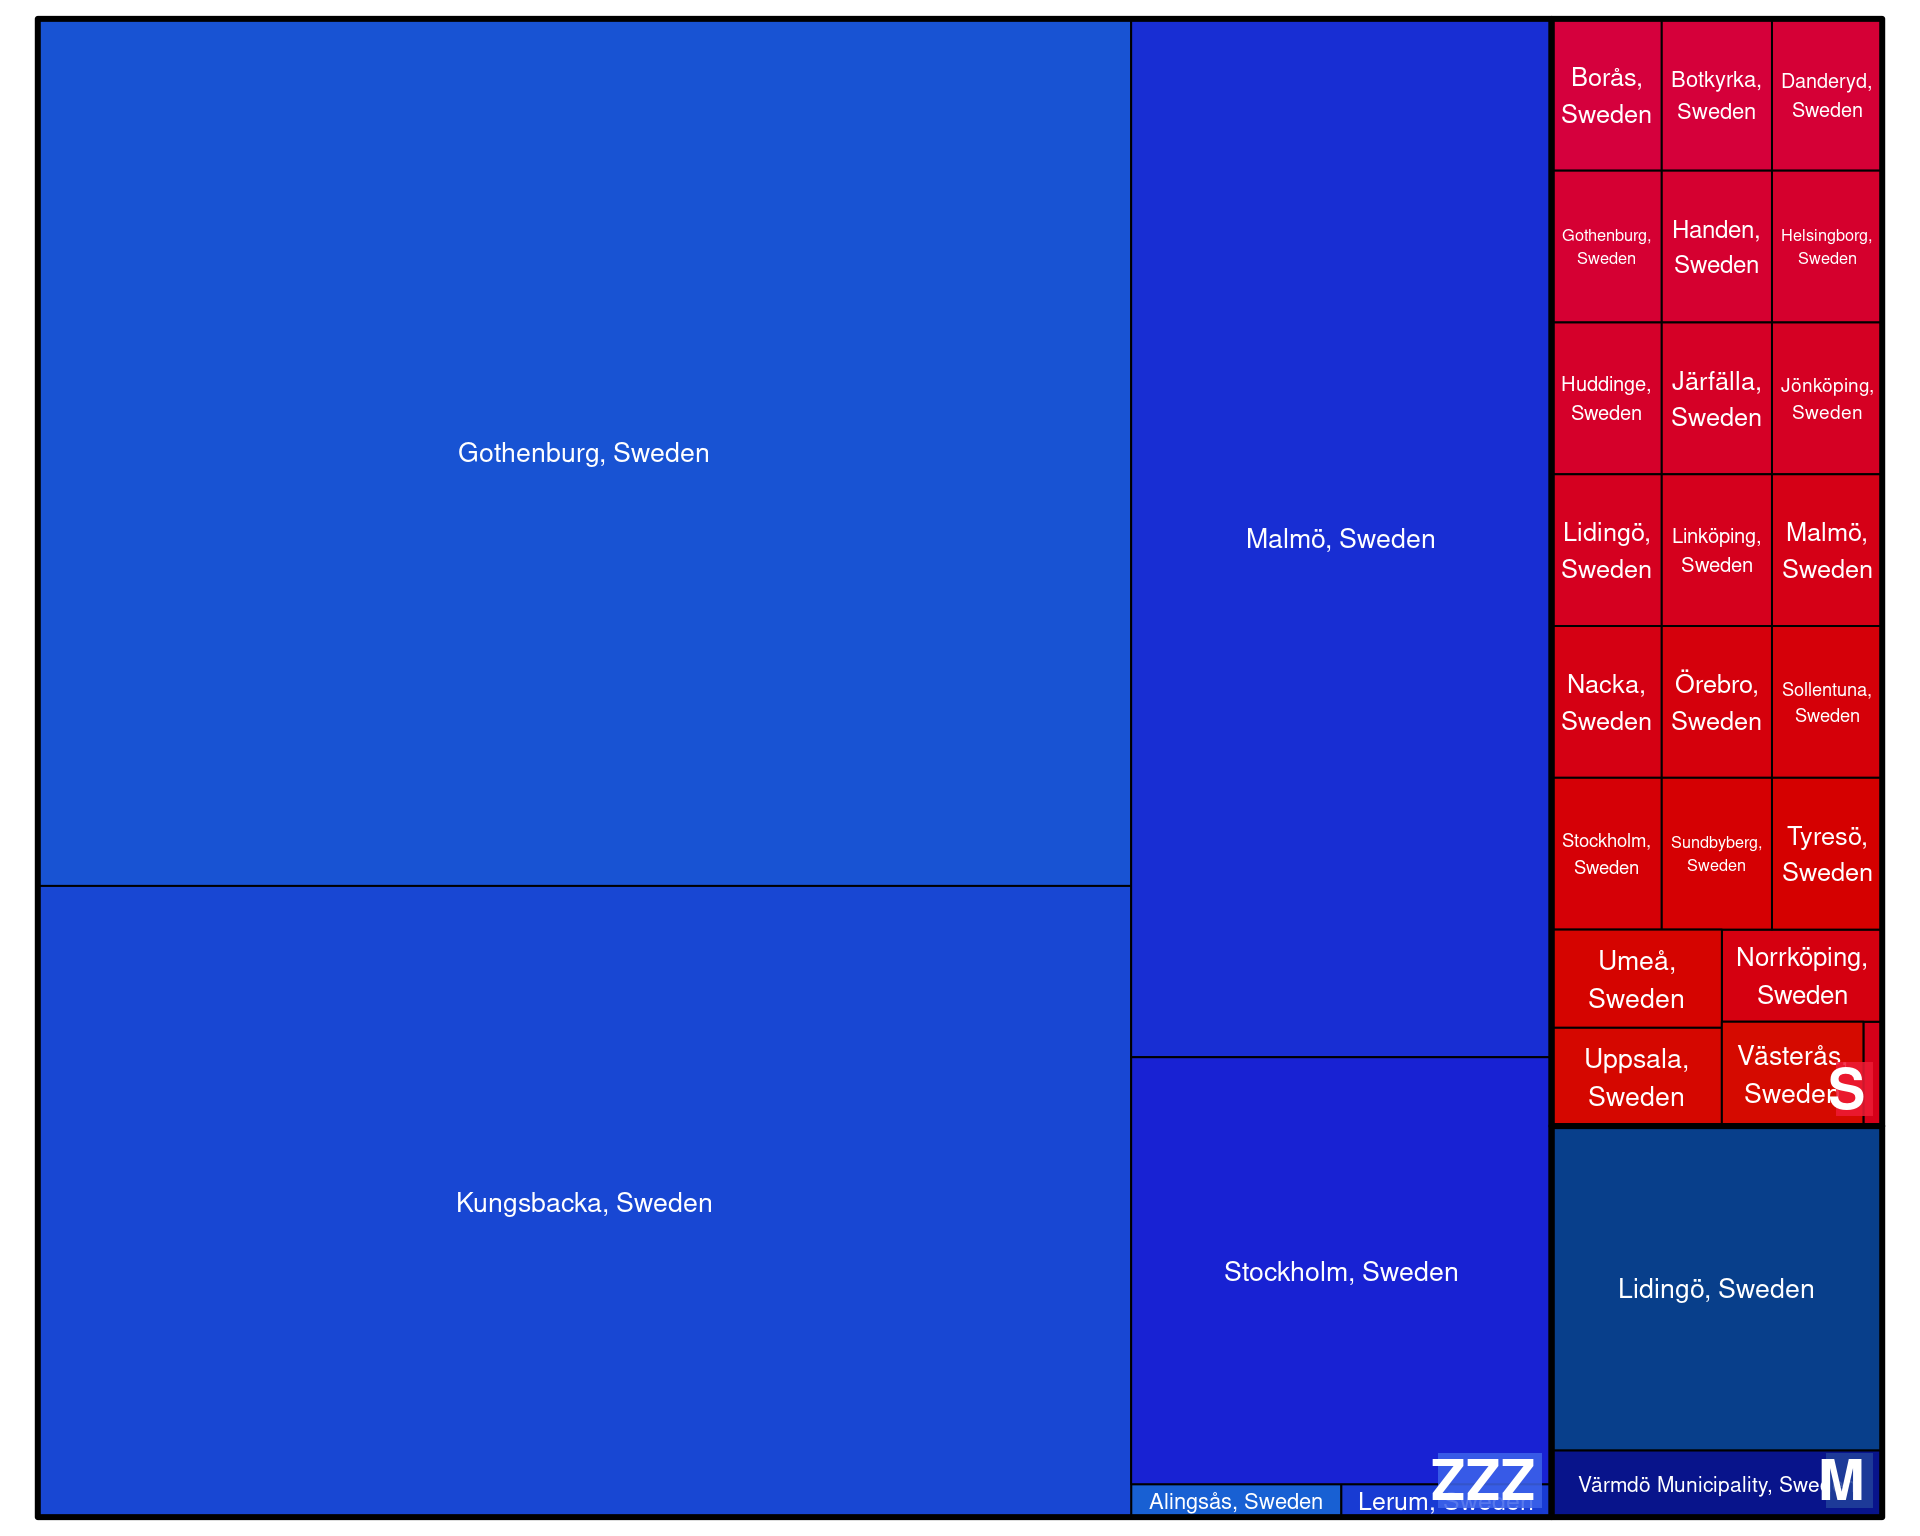 Gothenburg, Sweden
Kungsbacka, Sweden
Malmö, Sweden
Stockholm, Sweden
Alingsås, Sweden
Lerum, Sweden
ZZZ
Borås,
Sweden
Botkyrka,
Sweden
Danderyd,
Sweden
Gothenburg,
Sweden
Handen,
Sweden
Helsingborg,
Sweden
Huddinge,
Sweden
Järfälla,
Sweden
Jönköping,
Sweden
Lidingö,
Sweden
Linköping,
Sweden
Malmö,
Sweden
Nacka,
Sweden
Örebro,
Sweden
Sollentuna,
Sweden
Stockholm,
Sweden
Sundbyberg,
Sweden
Tyresö,
Sweden
Umeå,
Sweden
Norrköping,
Sweden
Uppsala,
Sweden
Västerås,
Sweden
S
Lidingö, Sweden
Värmdö Municipality, Sweden
M